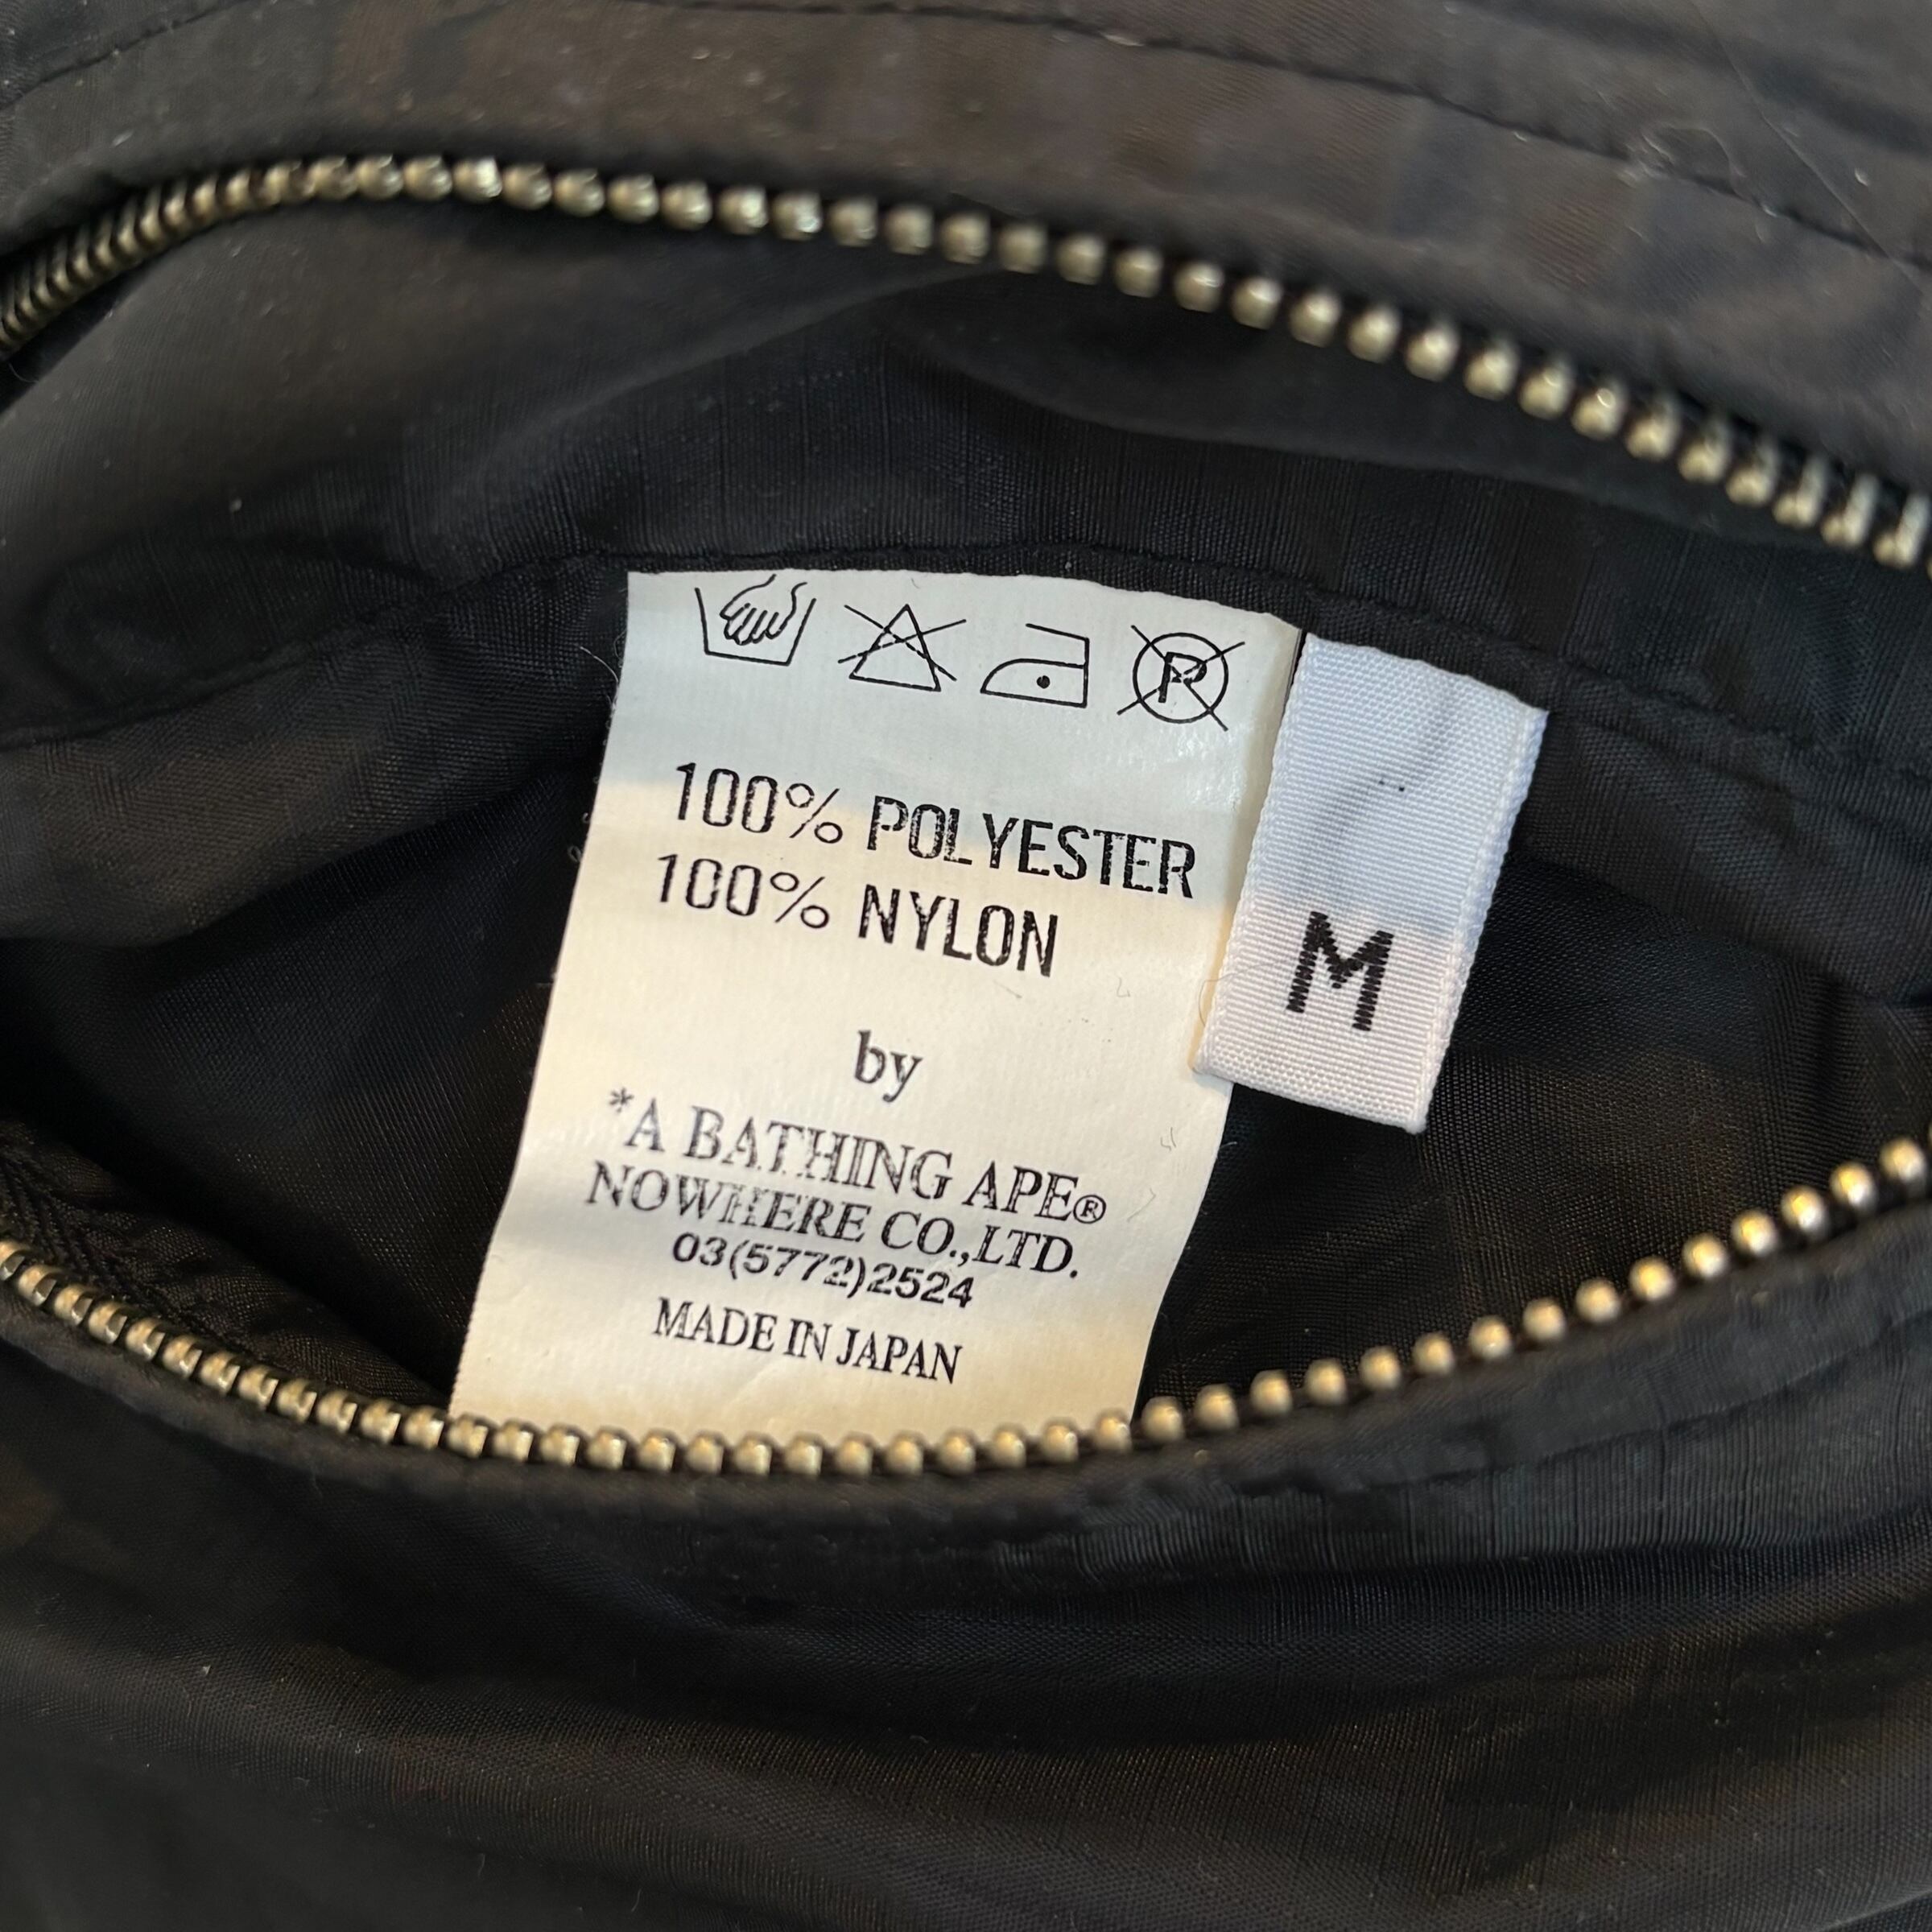 P
100% POLYESTER
100% NYLON
by
*A BATHING APE®
NOWHERE CO.,LTD.
03(5772)2524
MADE IN JAPAN
M